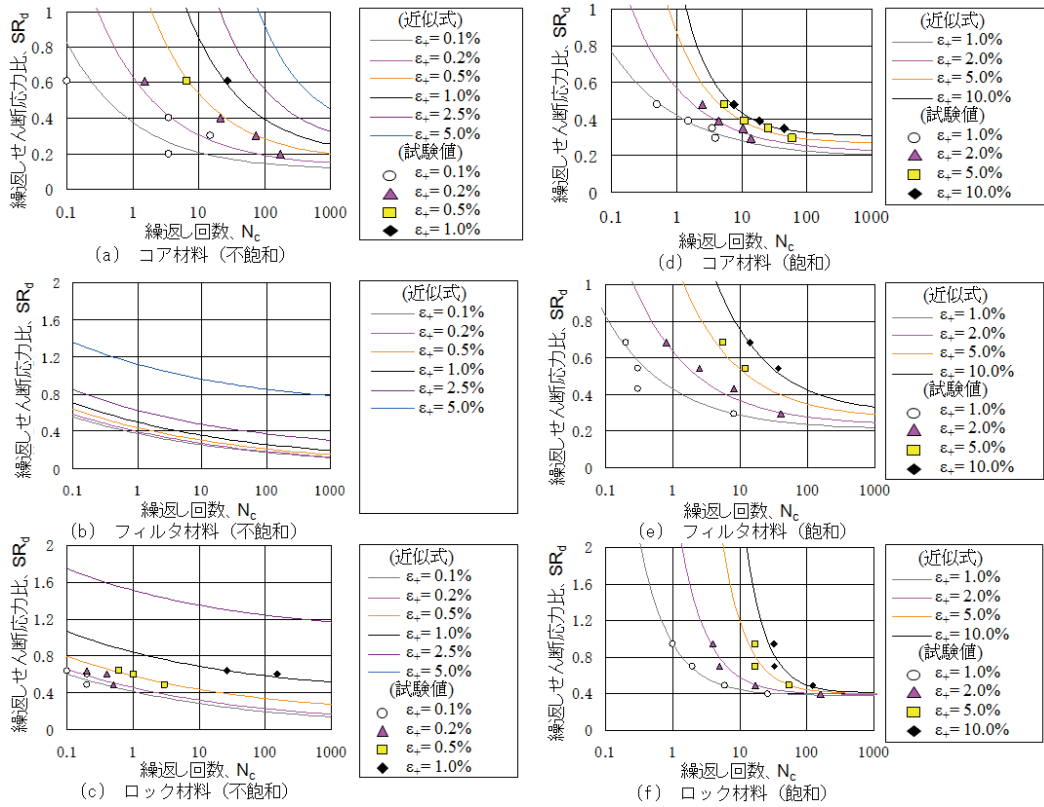 繰返しせん断応力比、SRd
1
0.8
0.6
0.4
0.2
0
0.1
1
10
100
1000
繰返し回数、Nc
(a) コア材料（不飽和）
(近似式)
ε+= 0.1%
ε+= 0.2%
ε+= 0.5%
ε+= 1.0%
ε+= 2.5%
ε+= 5.0%
(試験値)
ε+= 0.1%
ε+= 0.2%
ε+= 0.5%
ε+= 1.0%
繰返しせん断応力比、SRd
1
0.8
0.6
0.4
0.2
0
0.1
1
10
100
1000
繰返し回数、Nc
(d) コア材料（飽和）
(近似式)
ε+= 1.0%
ε+= 2.0%
ε+= 5.0%
ε+= 10.0%
(試験値)
ε+= 1.0%
ε+= 2.0%
ε+= 5.0%
ε+= 10.0%
繰返しせん断応力比、SRd
2
1.6
1.2
0.8
0.4
0
0.1
1
10
100
1000
繰返し回数、Nc
(b) フィルタ材料（不飽和）
(近似式)
ε+= 0.1%
ε+= 0.2%
ε+= 0.5%
ε+= 1.0%
ε+= 2.5%
ε+= 5.0%
繰返しせん断応力比、SRd
1
0.8
0.6
0.4
0.2
0
0.1
1
10
100
1000
繰返し回数、Nc
(e) フィルタ材料（飽和）
(近似式)
ε+= 1.0%
ε+= 2.0%
ε+= 5.0%
ε+= 10.0%
(試験値)
ε+= 1.0%
ε+= 2.0%
ε+= 5.0%
ε+= 10.0%
繰返しせん断応力比、SRd
2
1.6
1.2
0.8
0.4
0
0.1
1
10
100
1000
繰返し回数、Nc
(c) ロック材料（不飽和）
(近似式)
ε+= 0.1%
ε+= 0.2%
ε+= 0.5%
ε+= 1.0%
ε+= 2.5%
ε+= 5.0%
(試験値)
ε+= 0.1%
ε+= 0.2%
ε+= 0.5%
ε+= 1.0%
繰返しせん断応力比、SRd
2
1.6
1.2
0.8
0.4
0
0.1
1
10
100
1000
繰返し回数、Nc
(f) ロック材料（飽和）
(近似式)
ε+= 1.0%
ε+= 2.0%
ε+= 5.0%
ε+= 10.0%
(試験値)
ε+= 1.0%
ε+= 2.0%
ε+= 5.0%
ε+= 10.0%